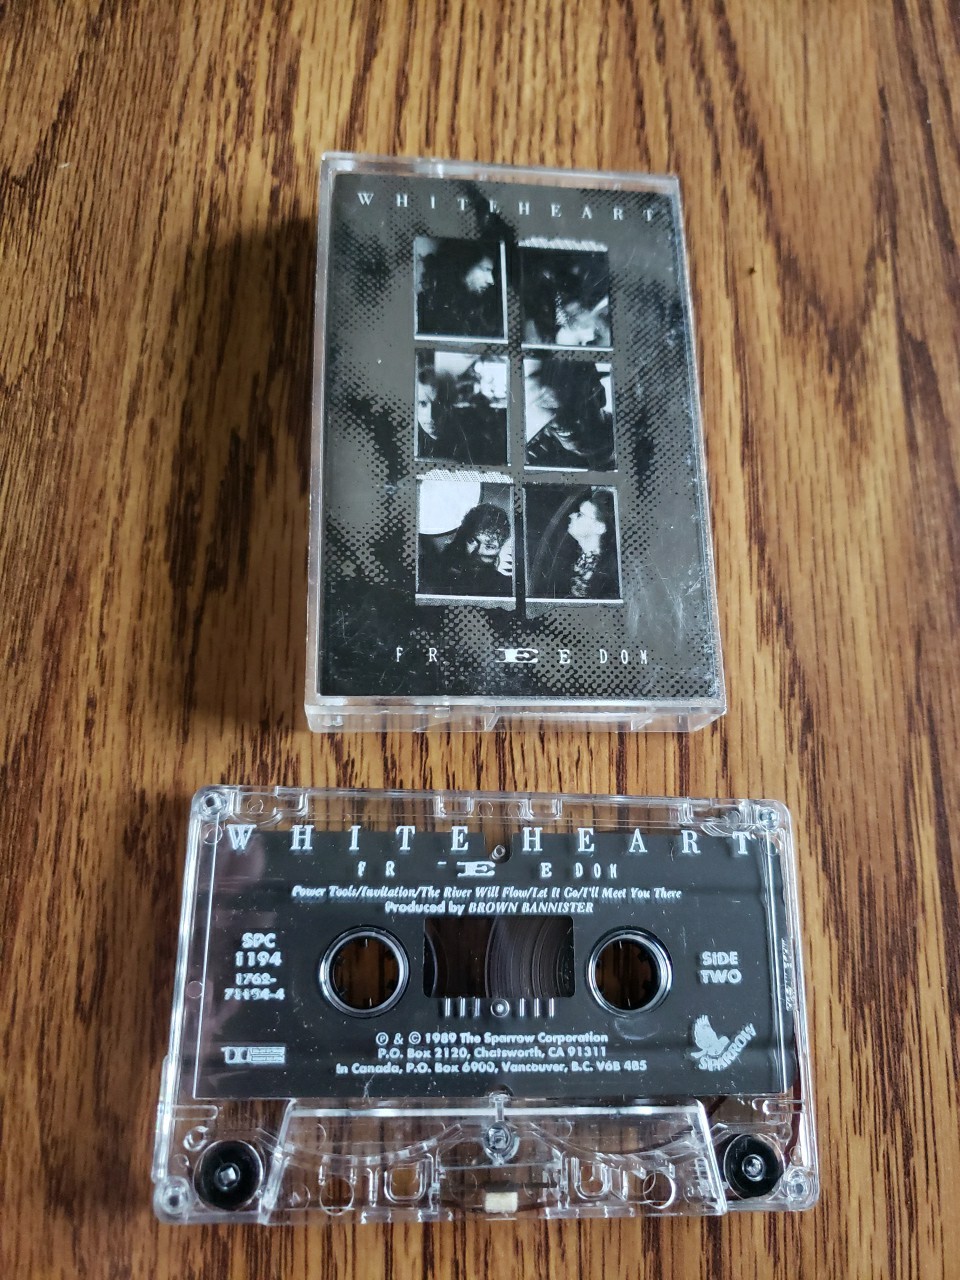 WHITEHEART
FREEDOM
WHITEHEART
FREEDOM
Power Tools/Invitation/The River Will Flow/Let It Go/I'll Meet You There
Produced by BROWN BANNISTER
SPC
1194
1762-
71194-4
SIDE
TWO
℗ & © 1989 The Sparrow Corporation
P.O. Box 2120, Chatsworth, CA 91311
In Canada, P.O. Box 6900, Vancouver, B.C. V6B 4B5
SPARROW